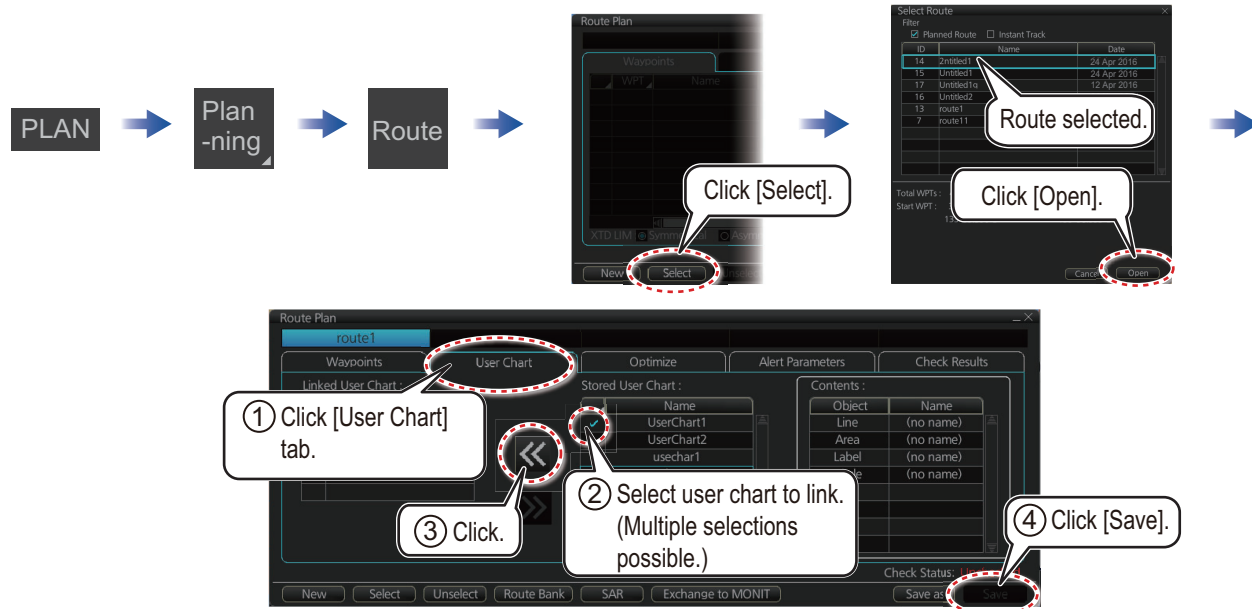 PLAN
Plan
-ning
Route
Route Plan
Waypoints
WPT Name
XTD LIM Symme al Asym
New Select
Click [Select].
Select Route
Filter
Planned Route Instant Track
ID Name Date
14 2ntitled1 24 Apr 2016
15 Untitled1 24 Apr 2016
17 Untitled1q 12 Apr 2016
16 Untitled2
13 route1
7 route11
Route selected.
Total WPTs :
Start WPT :
13
Click [Open].
Cance Open
Route Plan
route1
Waypoints User Chart Optimize Alert Parameters Check Results
Linked User Chart : Stored User Chart : Contents :
Name Object Name
UserChart1 Line (no name)
UserChart2 Area (no name)
usechar1 Label (no name)
(no name)
① Click [User Chart]
tab.
② Select user chart to link.
(Multiple selections
possible.)
③ Click.
④ Click [Save].
Check Status:
New Select Unselect Route Bank SAR Exchange to MONIT Save as Save